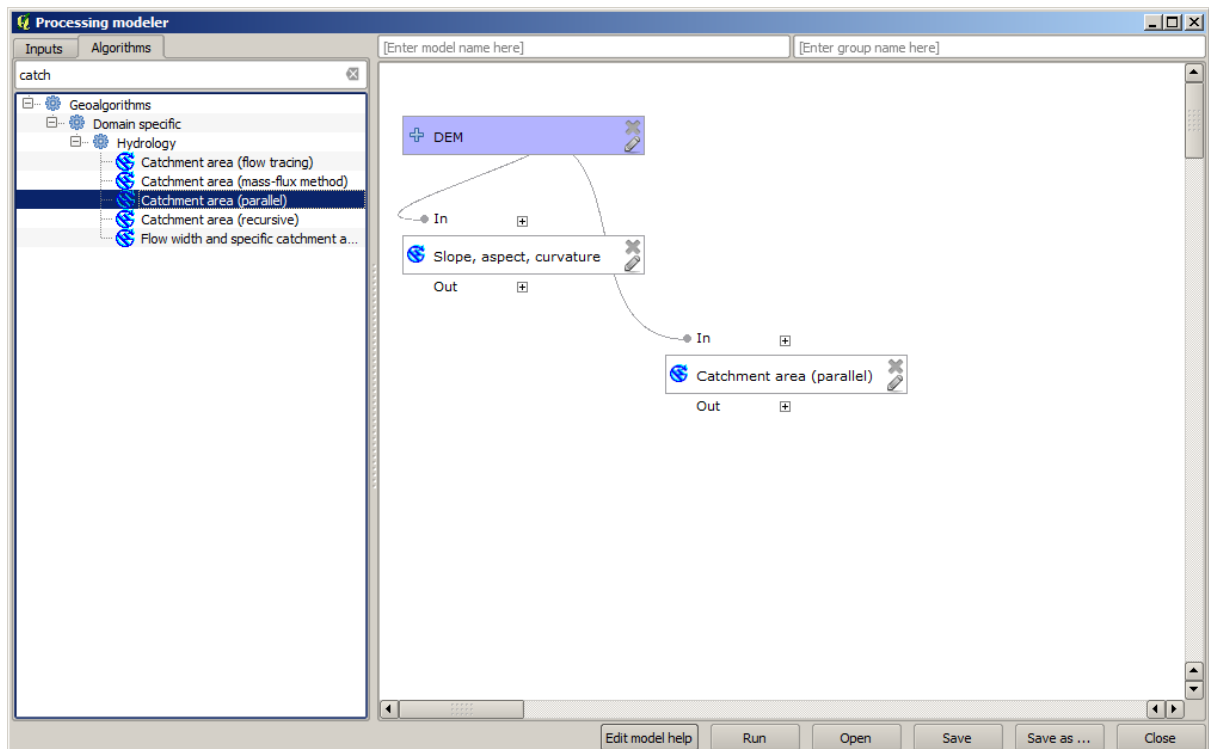 Processing modeler
Inputs Algorithms
[Enter model name here] [Enter group name here]
catch
Geoalgorithms
Domain specific
Hydrology
Catchment area (flow tracing)
Catchment area (mass-flux method)
Catchment area (parallel)
Catchment area (recursive)
Flow width and specific catchment a...
DEM
In
Slope, aspect, curvature
Out
In
Catchment area (parallel)
Out
Edit model help Run Open Save Save as ... Close